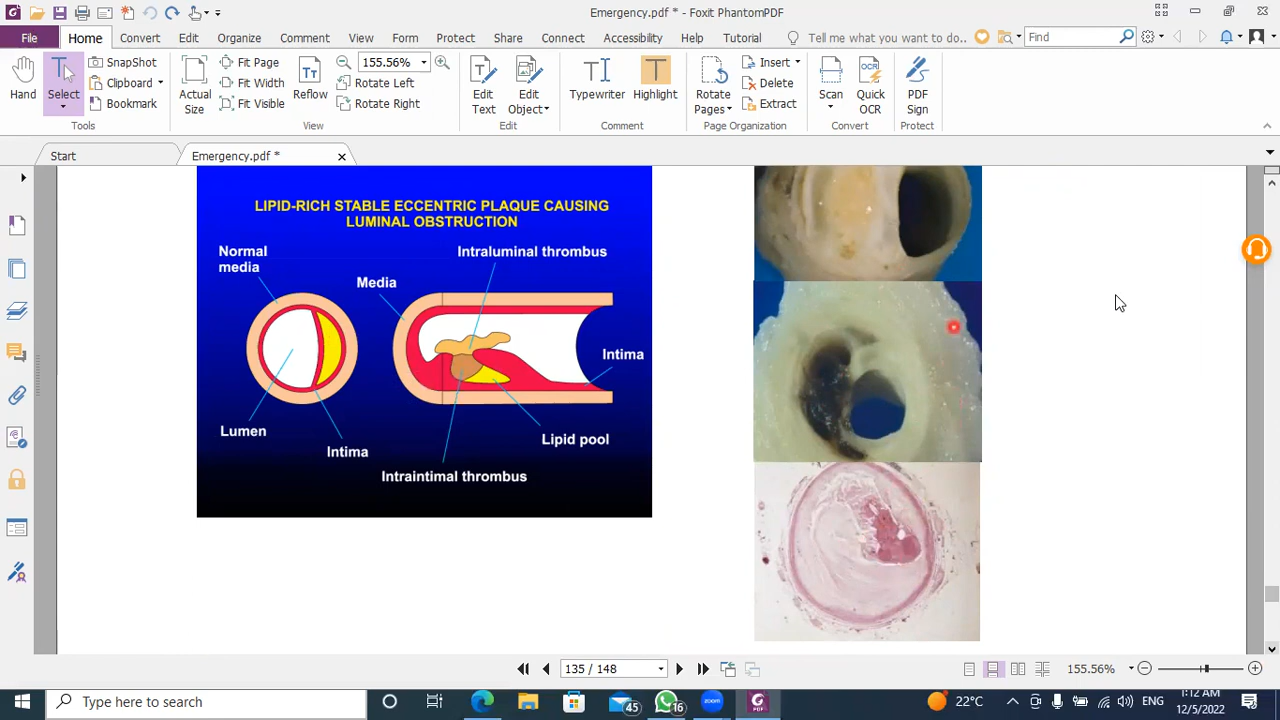 Emergency.pdf * - Foxit PhantomPDF
File Home Convert Edit Organize Comment View Form Protect Share Connect Accessibility Help Tutorial Tell me what you want to do.. Find
Hand
Select
SnapShot
Clipboard
Bookmark
Tools
Actual Size
Fit Page
Fit Width
Fit Visible
Reflow
155.56%
Rotate Left
Rotate Right
View
Edit Text
Edit Object
Edit
Typewriter
Highlight
Comment
Rotate Pages
Insert
Delete
Extract
Page Organization
Scan
Quick OCR
Convert
PDF Sign
Protect
Start
Emergency.pdf *
LIPID-RICH STABLE ECCENTRIC PLAQUE CAUSING
LUMINAL OBSTRUCTION
Normal
media
Intraluminal thrombus
Media
Intima
Lumen
Intima
Lipid pool
Intraintimal thrombus
135 / 148
155.56%
Type here to search
45
16
zoom
PDF
22°C
ENG
1:12 AM
12/5/2022